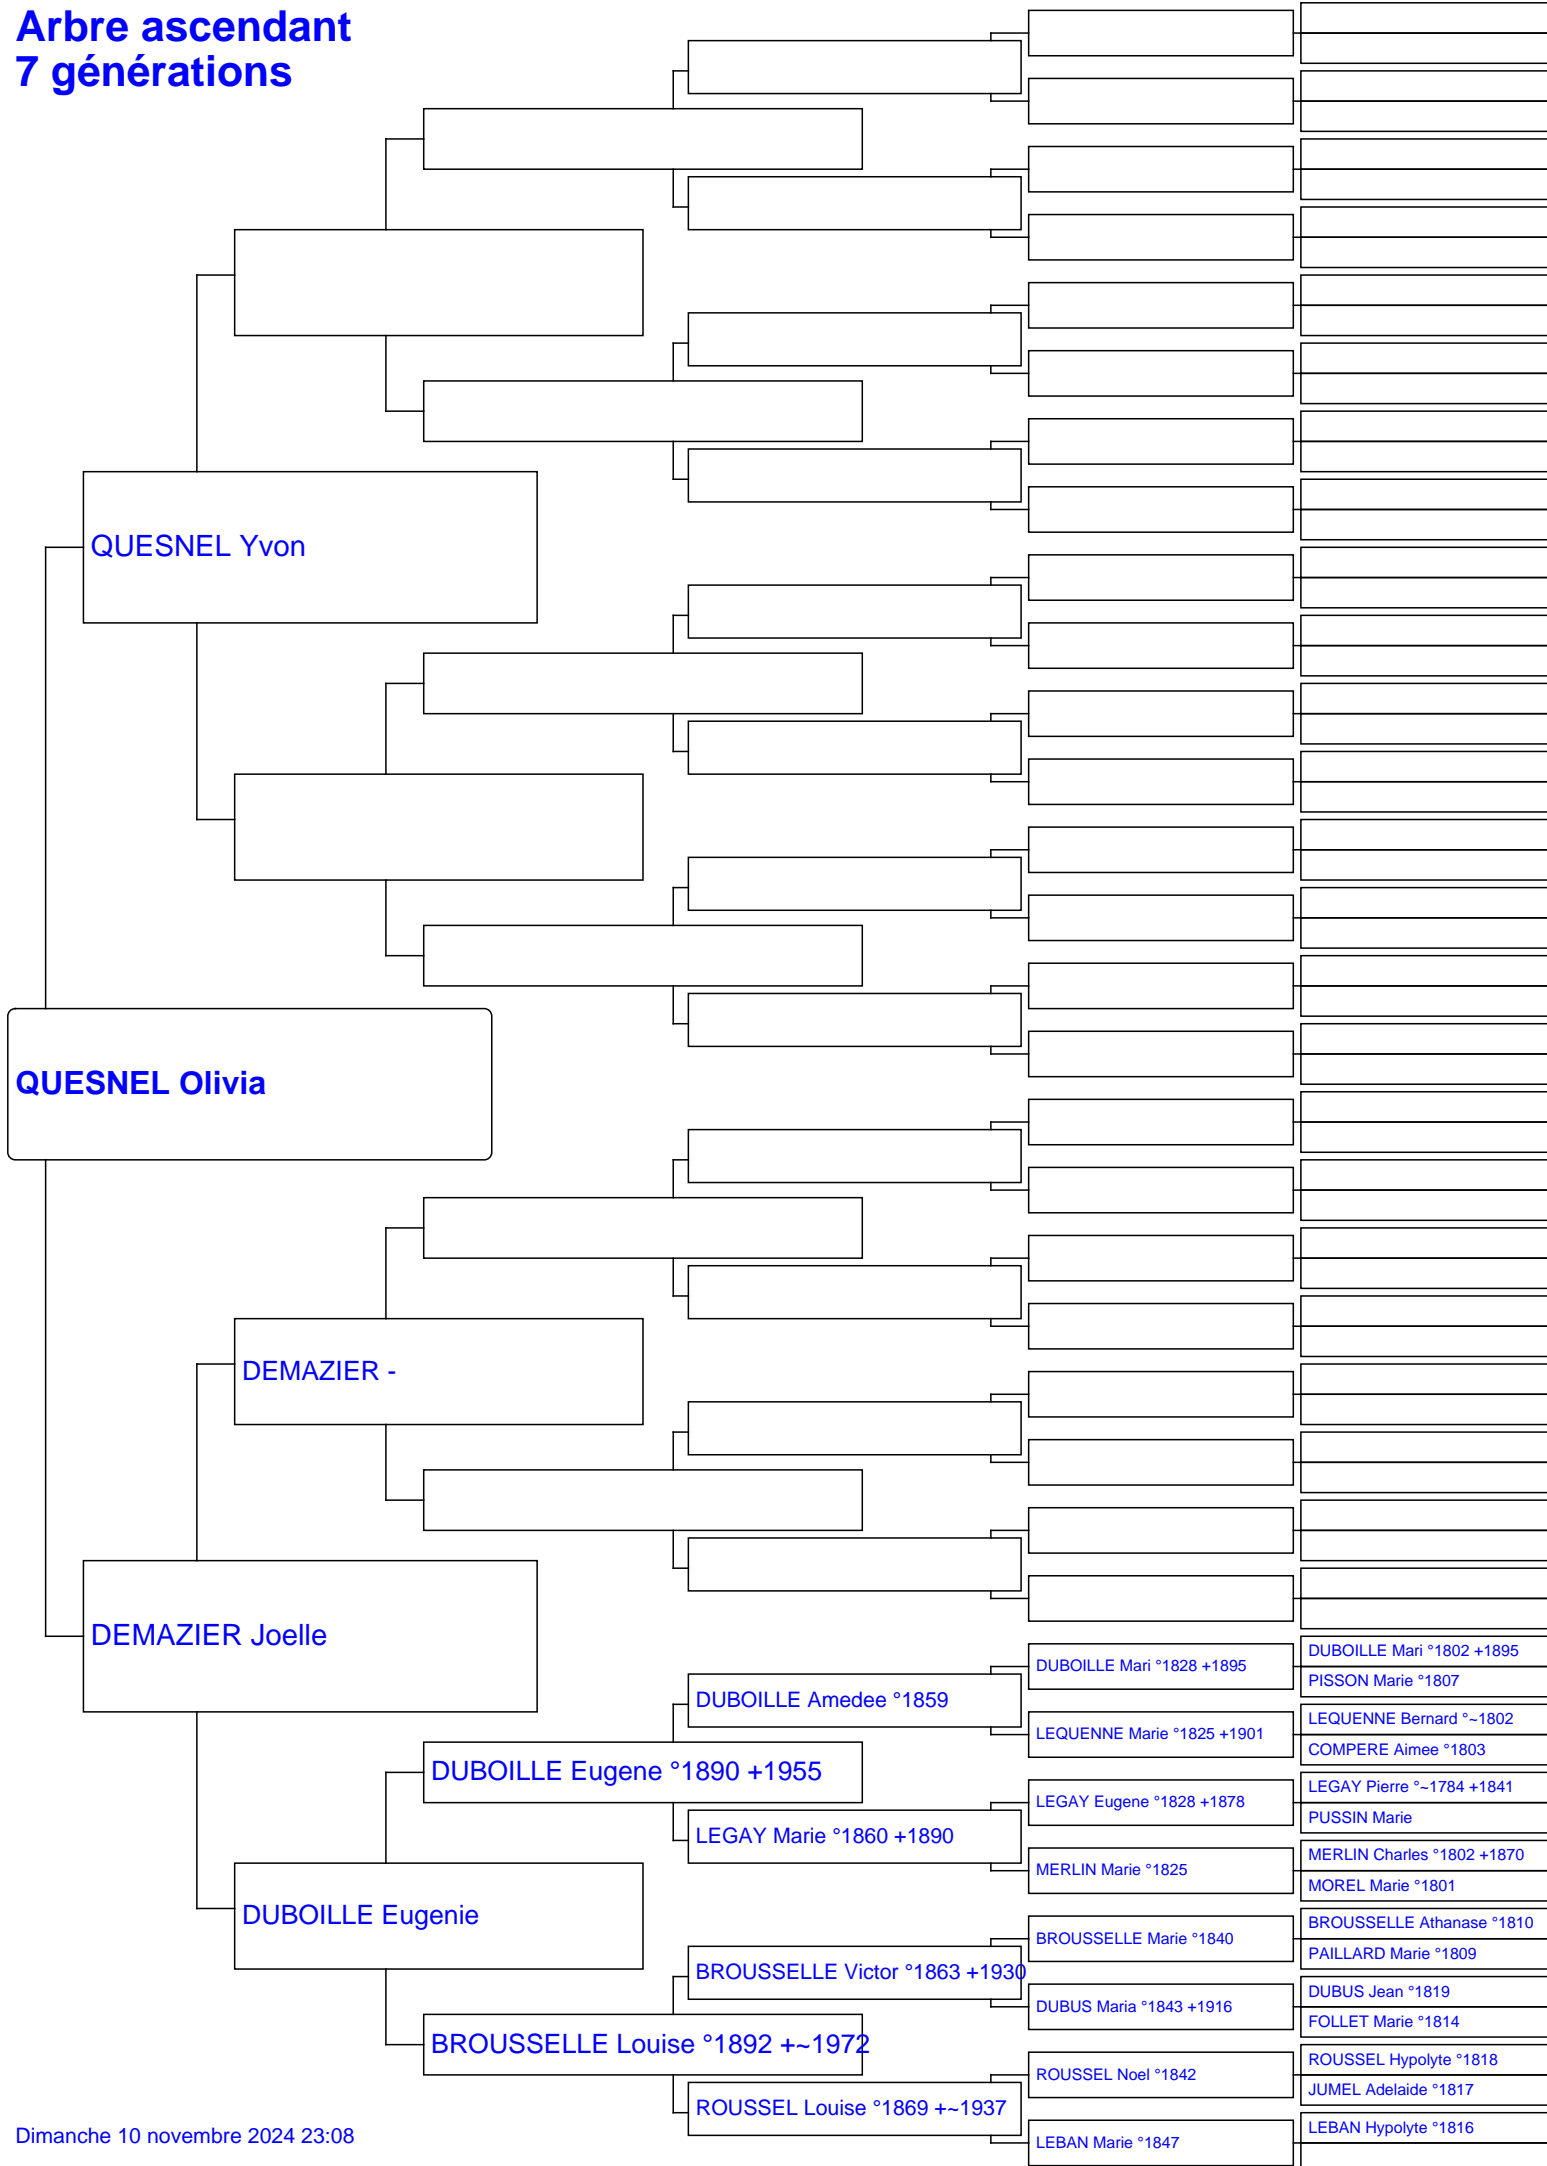 Arbre ascendant
7 générations
QUESNEL Yvon
QUESNEL Olivia
DEMAZIER -
DEMAZIER Joelle
DUBOILLE Mari °1828 +1895
DUBOILLE Mari °1802 +1895
PISSON Marie °1807
DUBOILLE Amedee °1859
LEQUENNE Marie °1825 +1901
LEQUENNE Bernard °~1802
COMPERE Aimee °1803
DUBOILLE Eugene °1890 +1955
LEGAY Eugene °1828 +1878
LEGAY Pierre °~1784 +1841
PUSSIN Marie
LEGAY Marie °1860 +1890
MERLIN Marie °1825
MERLIN Charles °1802 +1870
MOREL Marie °1801
DUBOILLE Eugenie
BROUSSELLE Marie °1840
BROUSSELLE Athanase °1810
PAILLARD Marie °1809
BROUSSELLE Victor °1863 +1930
DUBUS Maria °1843 +1916
DUBUS Jean °1819
FOLLET Marie °1814
BROUSSELLE Louise °1892 +~1972
ROUSSEL Noel °1842
ROUSSEL Hypolyte °1818
JUMEL Adelaide °1817
ROUSSEL Louise °1869 +~1937
LEBAN Marie °1847
LEBAN Hypolyte °1816
Dimanche 10 novembre 2024 23:08